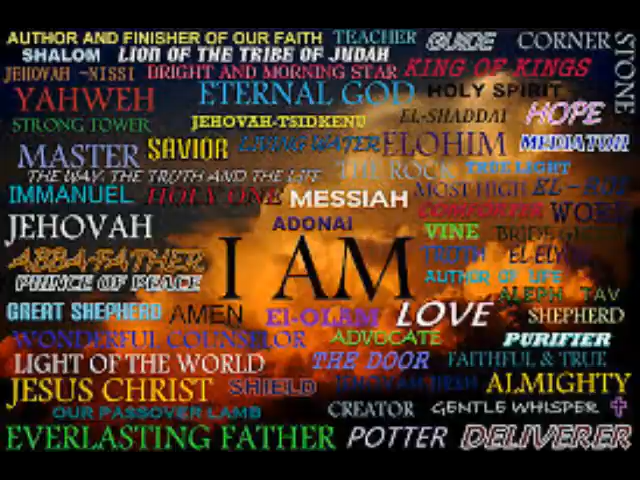 AUTHOR AND FINISHER OF OUR FAITH TEACHER GUIDE CORNER STONE
SHALOM LION OF THE TRIBE OF JUDAH
JEHOVAH -NISSI BRIGHT AND MORNING STAR KING OF KINGS
YAHWEH ETERNAL GOD HOLY SPIRIT
STRONG TOWER JEHOVAH-TSIDKENU EL-SHADDAI HOPE
MASTER SAVIOR LIVING WATER ELOHIM MEDIATOR
THE WAY, THE TRUTH AND THE LIFE THE ROCK TRUE LIGHT
IMMANUEL HOLY ONE MESSIAH MOST HIGH EL-ROI
COMFORTER WORD
JEHOVAH ADONAI VINE
ABBA-FATHER I AM TRUTH
PRINCE OF PEACE AUTHOR OF LIFE
ALEPH TAV
GREAT SHEPHERD AMEN El-OLAM LOVE SHEPHERD
WONDERFUL COUNSELOR ADVOCATE PURIFIER
LIGHT OF THE WORLD THE DOOR FAITHFUL & TRUE
JESUS CHRIST SHIELD ALMIGHTY
OUR PASSOVER LAMB CREATOR GENTLE WHISPER
EVERLASTING FATHER POTTER DELIVERER